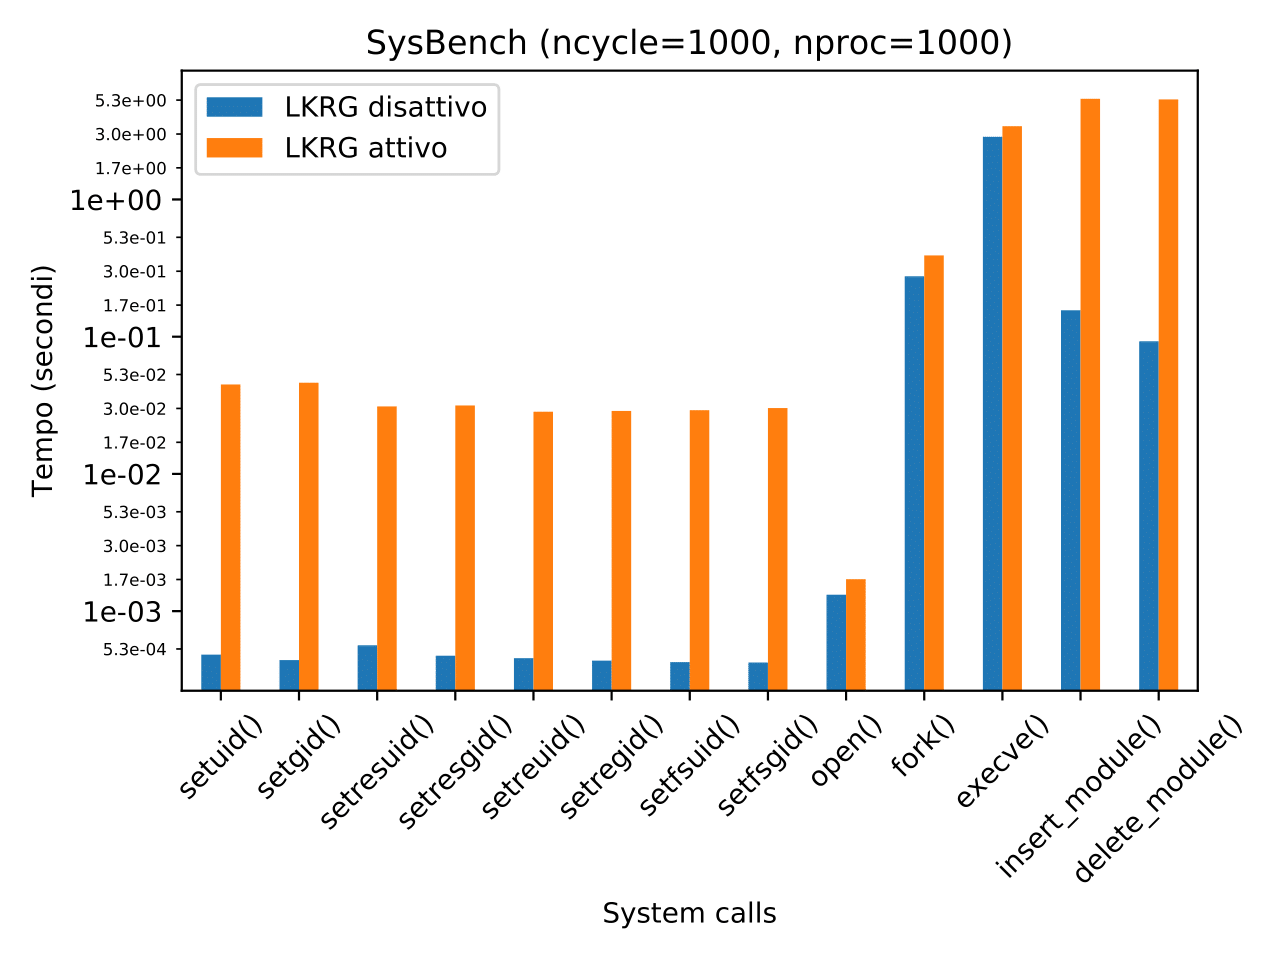 SysBench (ncycle=1000, nproc=1000)
LKRG disattivo
LKRG attivo
Tempo (secondi)
5.3e+00
3.0e+00
1.7e+00
1e+00
5.3e-01
3.0e-01
1.7e-01
1e-01
5.3e-02
3.0e-02
1.7e-02
1e-02
5.3e-03
3.0e-03
1.7e-03
1e-03
5.3e-04
setuid()
setgid()
setresuid()
setresgid()
setreuid()
setregid()
setfsuid()
setfsgid()
open()
fork()
execve()
insert_module()
delete_module()
System calls